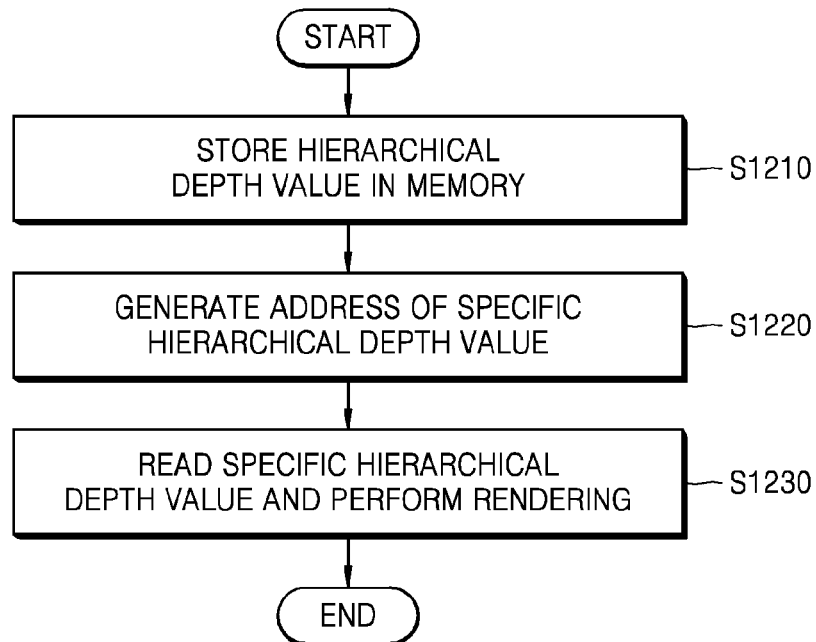 START
STORE HIERARCHICAL
DEPTH VALUE IN MEMORY
S1210
GENERATE ADDRESS OF SPECIFIC
HIERARCHICAL DEPTH VALUE
S1220
READ SPECIFIC HIERARCHICAL
DEPTH VALUE AND PERFORM RENDERING
S1230
END